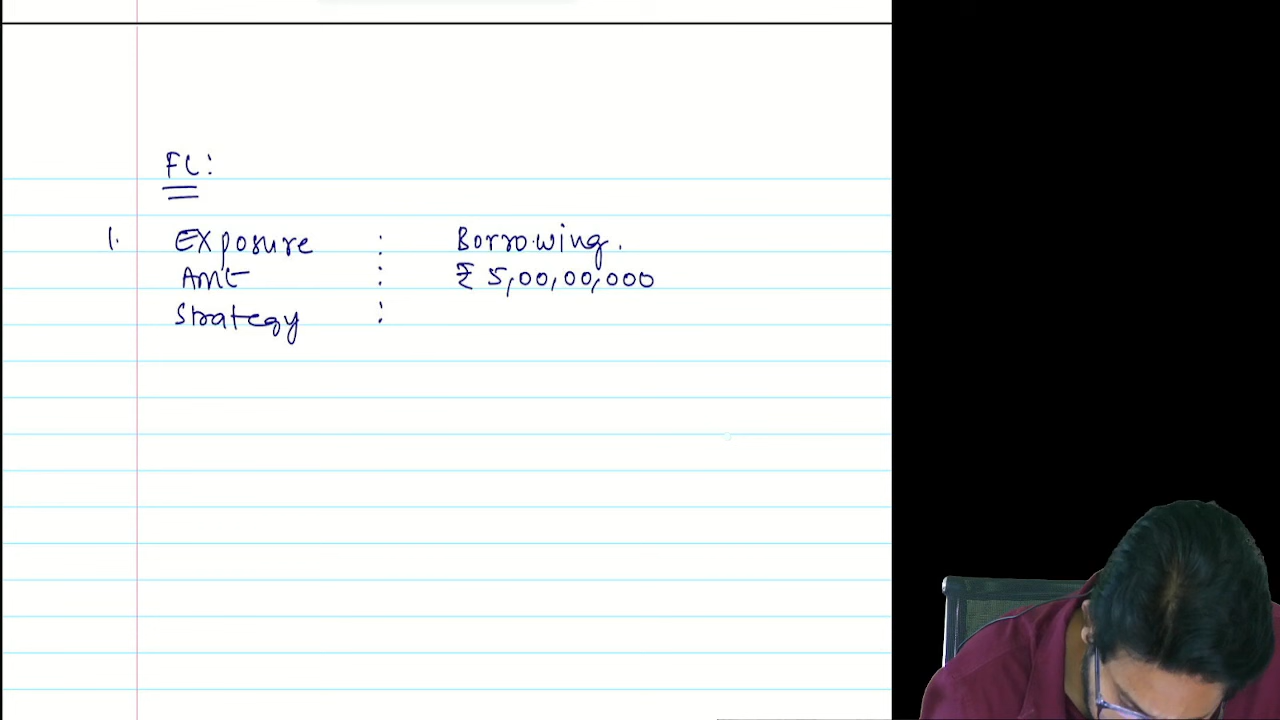 FC:
1. Exposure : Borrowing.
Amt : ₹ 5,00,00,000
Strategy :